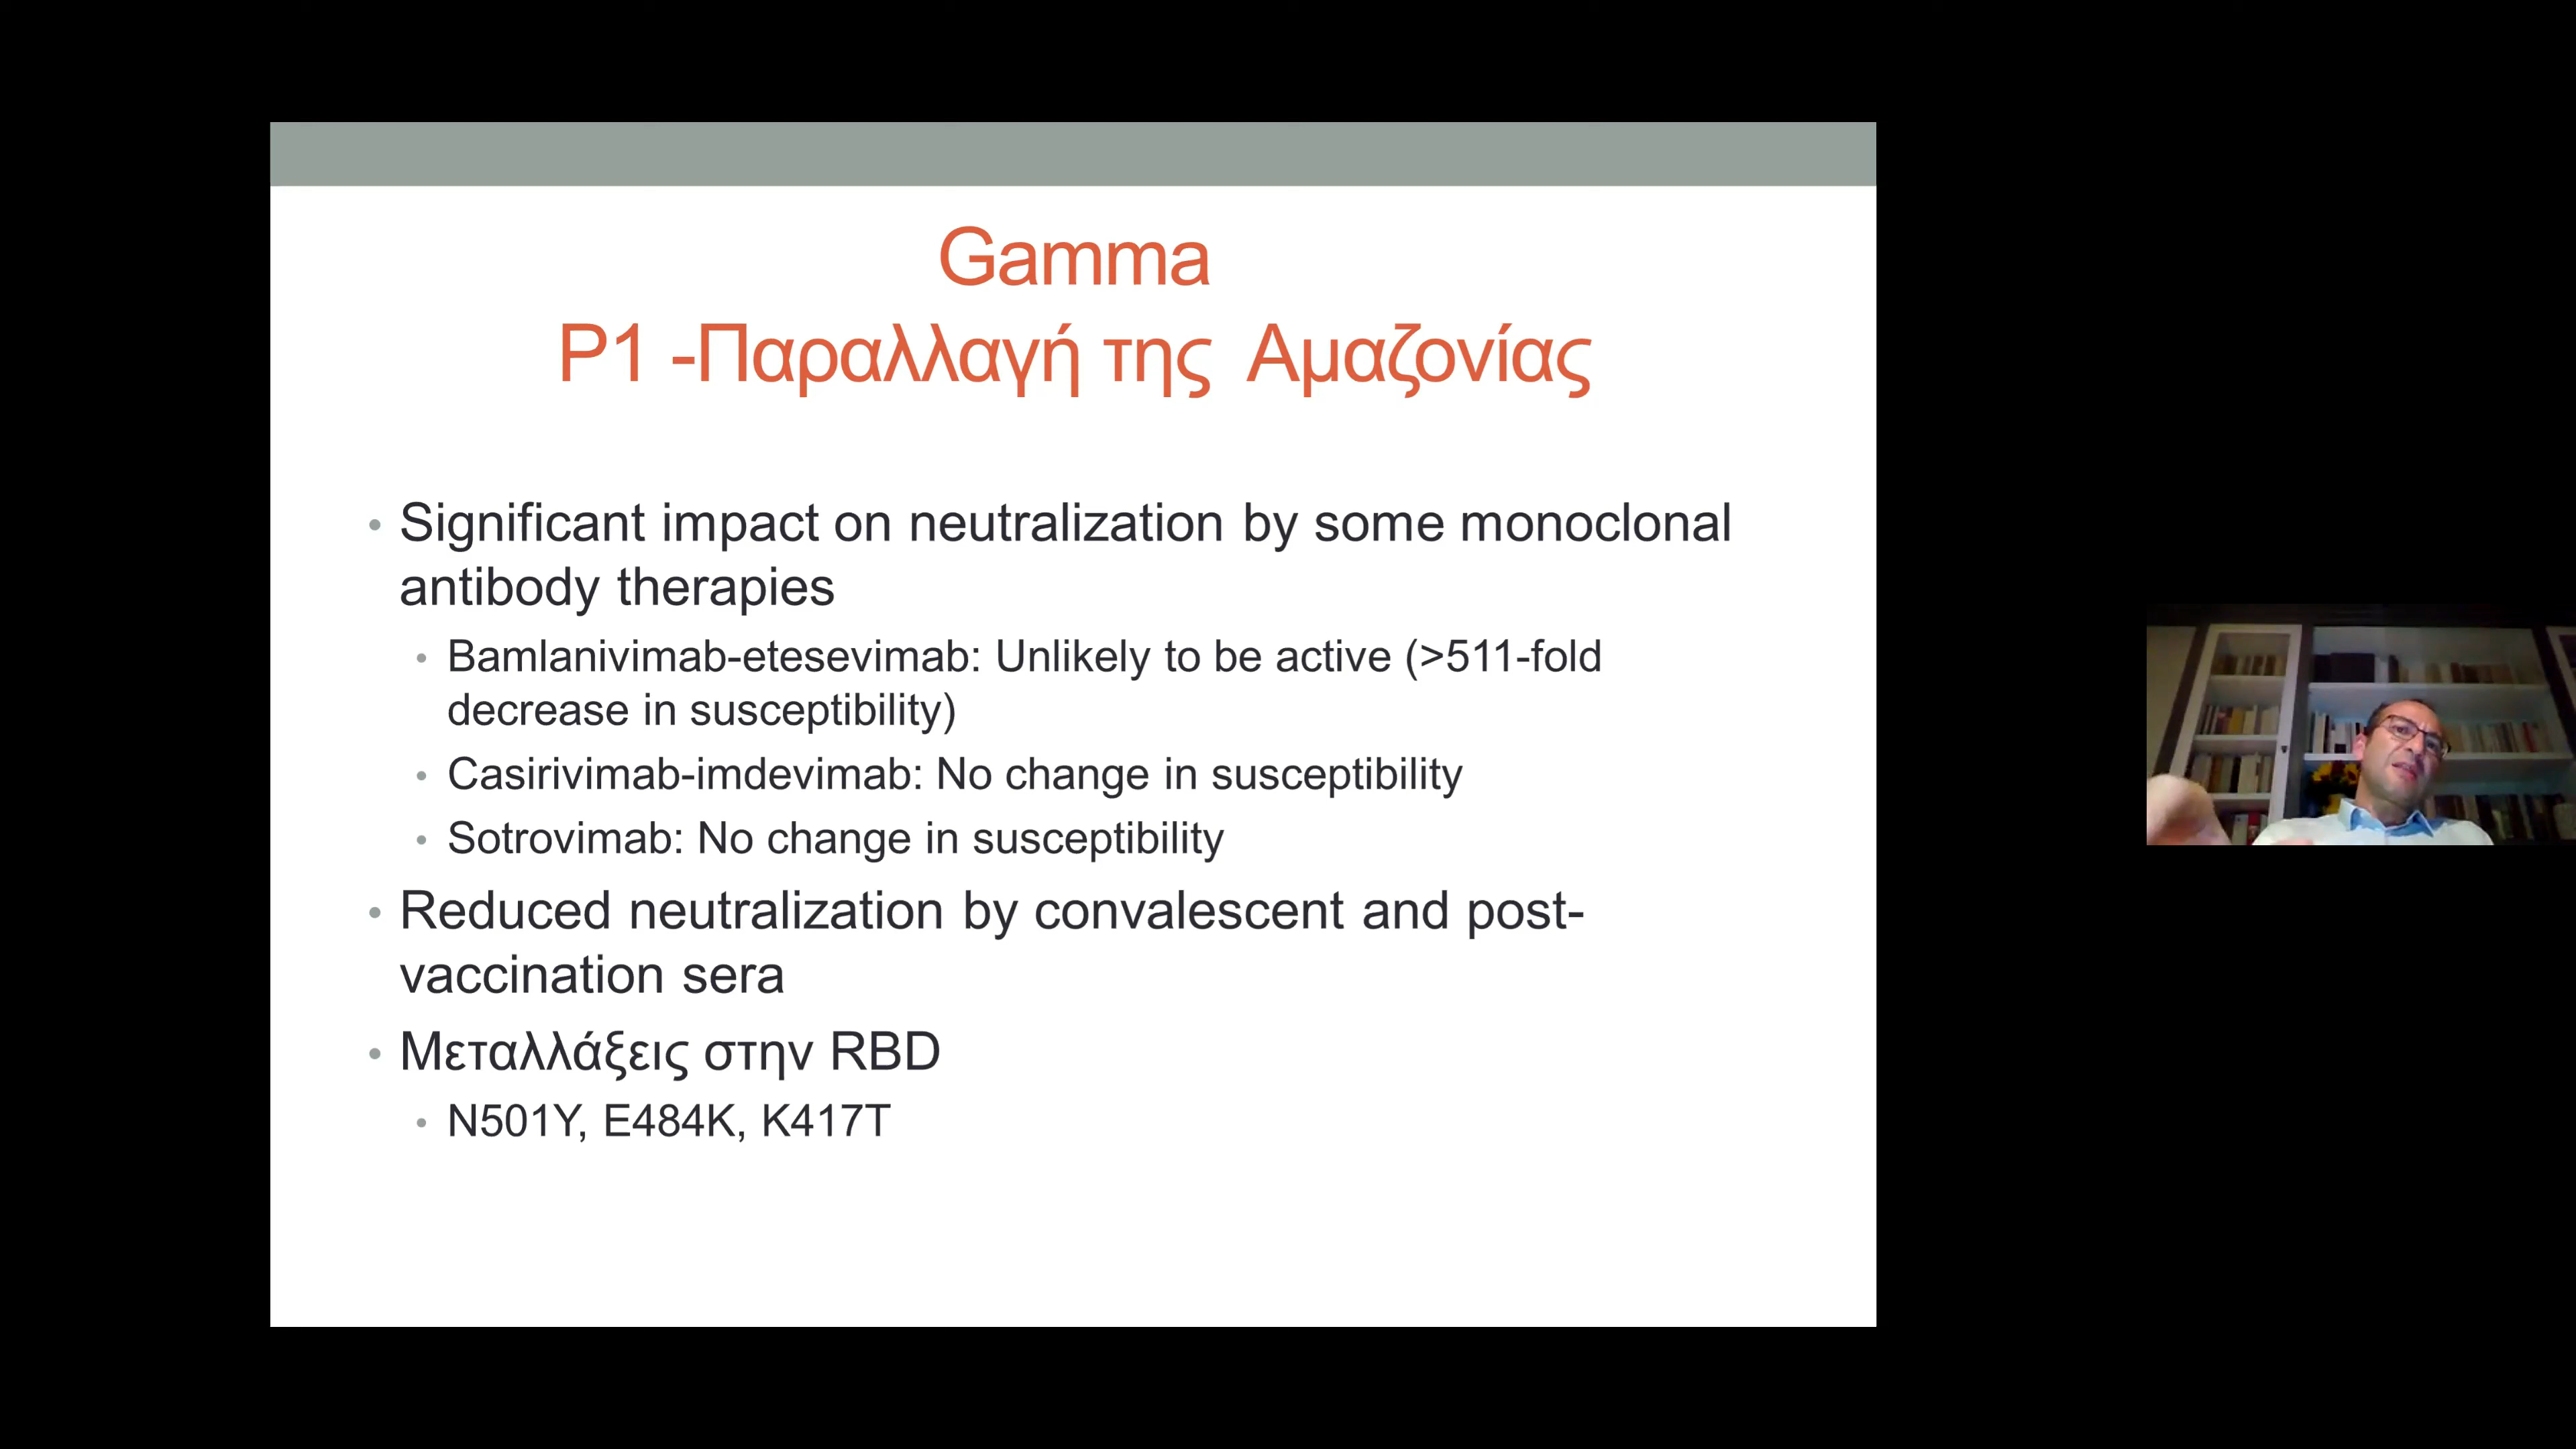 Gamma
P1 -Παραλλαγή της Αμαζονίας
• Significant impact on neutralization by some monoclonal
antibody therapies
• Bamlanivimab-etesevimab: Unlikely to be active (>511-fold
decrease in susceptibility)
• Casirivimab-imdevimab: No change in susceptibility
• Sotrovimab: No change in susceptibility
• Reduced neutralization by convalescent and post-
vaccination sera
• Μεταλλάξεις στην RBD
• N501Y, E484K, K417T